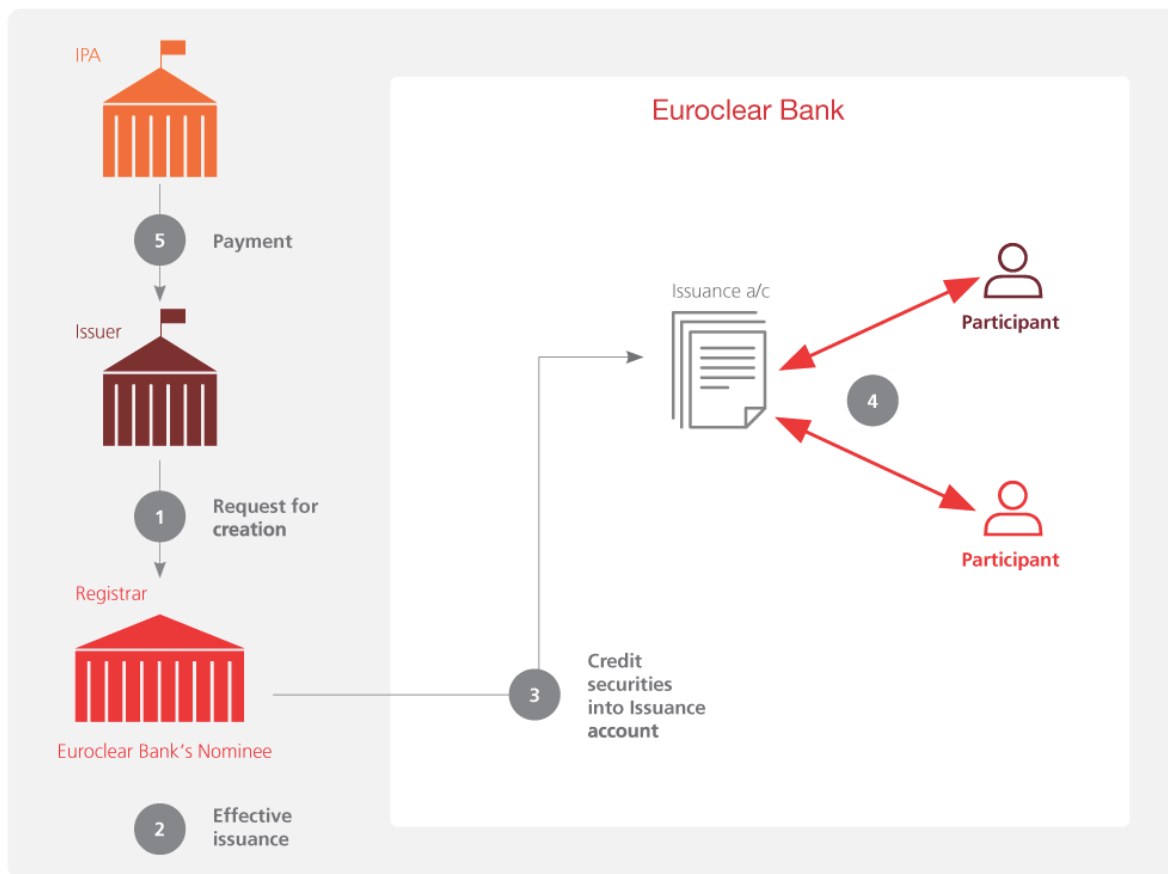 IPA
Euroclear Bank
5
Payment
Issuance a/c
Participant
Issuer
4
1
Request for
creation
Participant
Registrar
3
Credit
securities
into Issuance
account
Euroclear Bank's Nominee
2
Effective
issuance